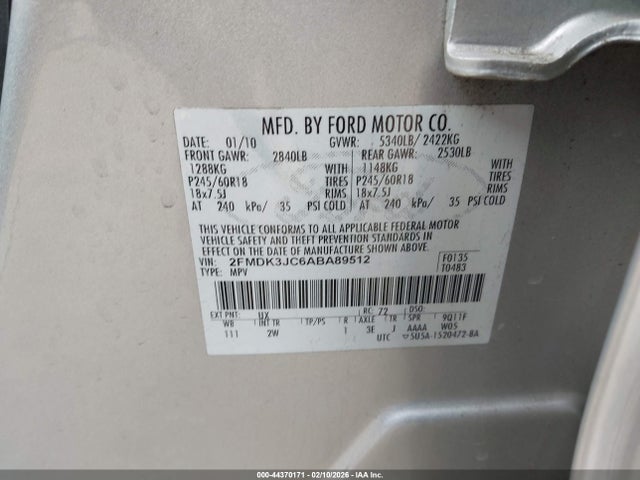 MFD. BY FORD MOTOR CO.
DATE: 01/10 GVWR: 5340LB/ 2422KG
FRONT GAWR: 2840LB REAR GAWR: 2530LB
1288KG WITH 1148KG WITH
P245/60R18 TIRES P245/60R18 TIRES
18x7.5J RIMS 18x7.5J RIMS
AT 240 kPa/ 35 PSI COLD AT 240 kPa/ 35 PSI COLD
THIS VEHICLE CONFORMS TO ALL APPLICABLE FEDERAL MOTOR
VEHICLE SAFETY AND THEFT PREVENTION STANDARDS IN
EFFECT ON THE DATE OF MANUFACTURE SHOWN ABOVE.
VIN: 2FMDK3JC6ABA89512 F0135
TYPE: MPV T0483
EXT PNT: UX RC: 72 DSO:
WB INT TR TP/PS R AXLE TR SPR 9Q11F
111 2W 1 3E J AAAA W05
UTC 5U5A-1520472-BA
000-44370171 - 02/10/2026 - IAAI, Inc.